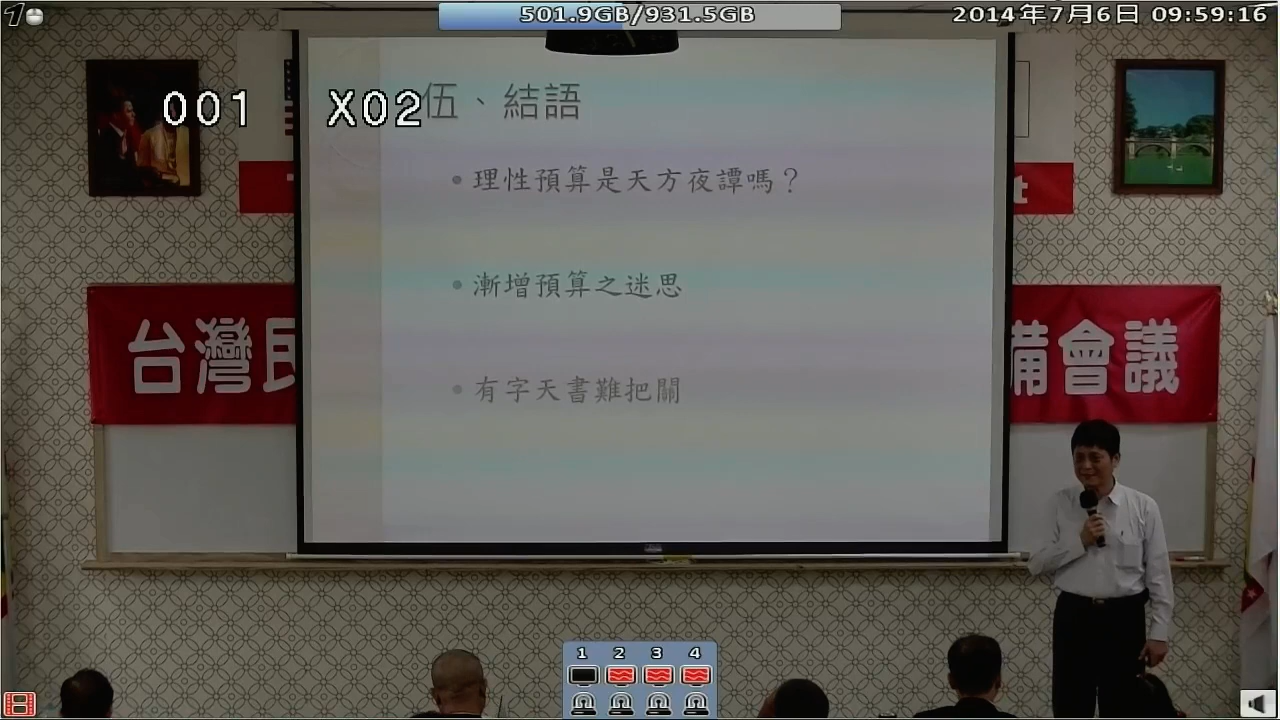 501.9GB/931.5GB
2014年7月6日 09:59:16
001 X02
伍、結語
•理性預算是天方夜譚嗎？
•漸增預算之迷思
•有字天書難把關
t
台灣民
備會議
1 2 3 4